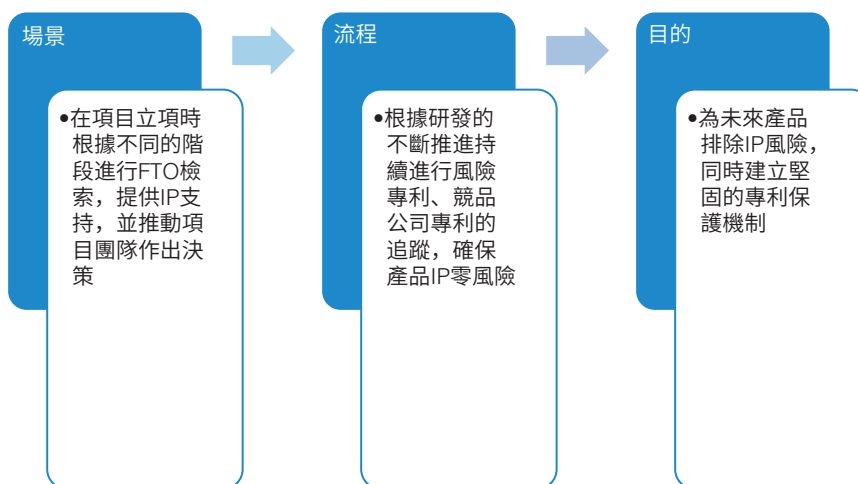 場景
•在項目立項時
根據不同的階
段進行FTO檢
索，提供IP支
持，並推動項
目團隊作出決
策
流程
•根據研發的
不斷推進持
續進行風險
專利、競品
公司專利的
追蹤，確保
產品IP零風險
目的
•為未來產品
排除IP風險，
同時建立堅
固的專利保
護機制